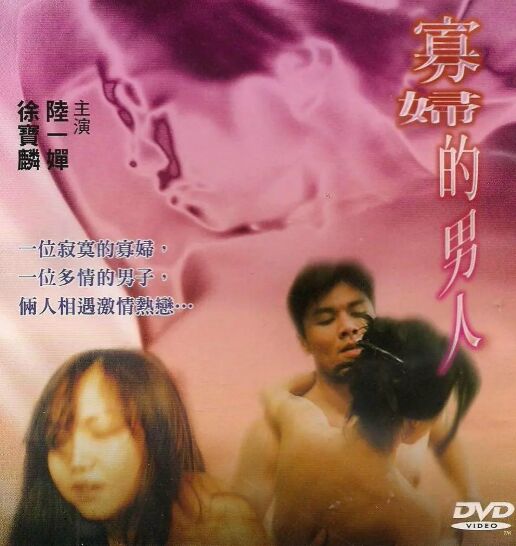 寡婦的男人
主演
陸一嬋
徐寶麟
一位寂寞的寡婦，
一位多情的男子，
倆人相遇激情熱戀…
DVD
VIDEO
TM